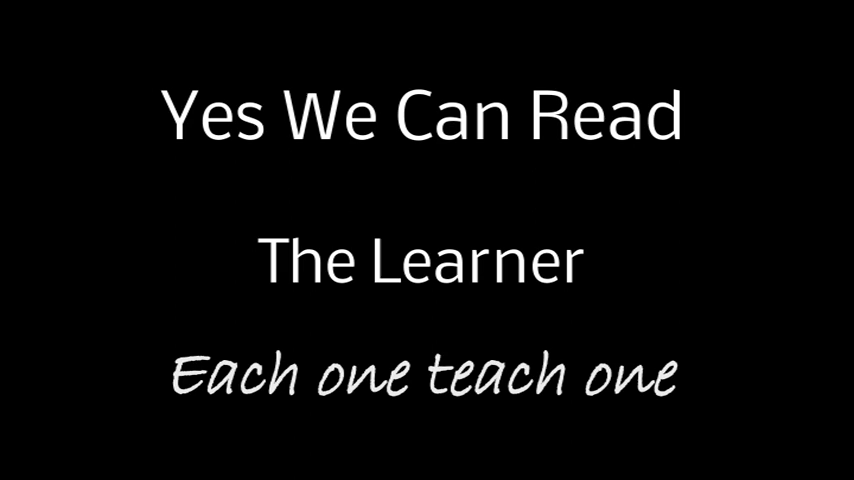 Yes We Can Read
The Learner
Each one teach one